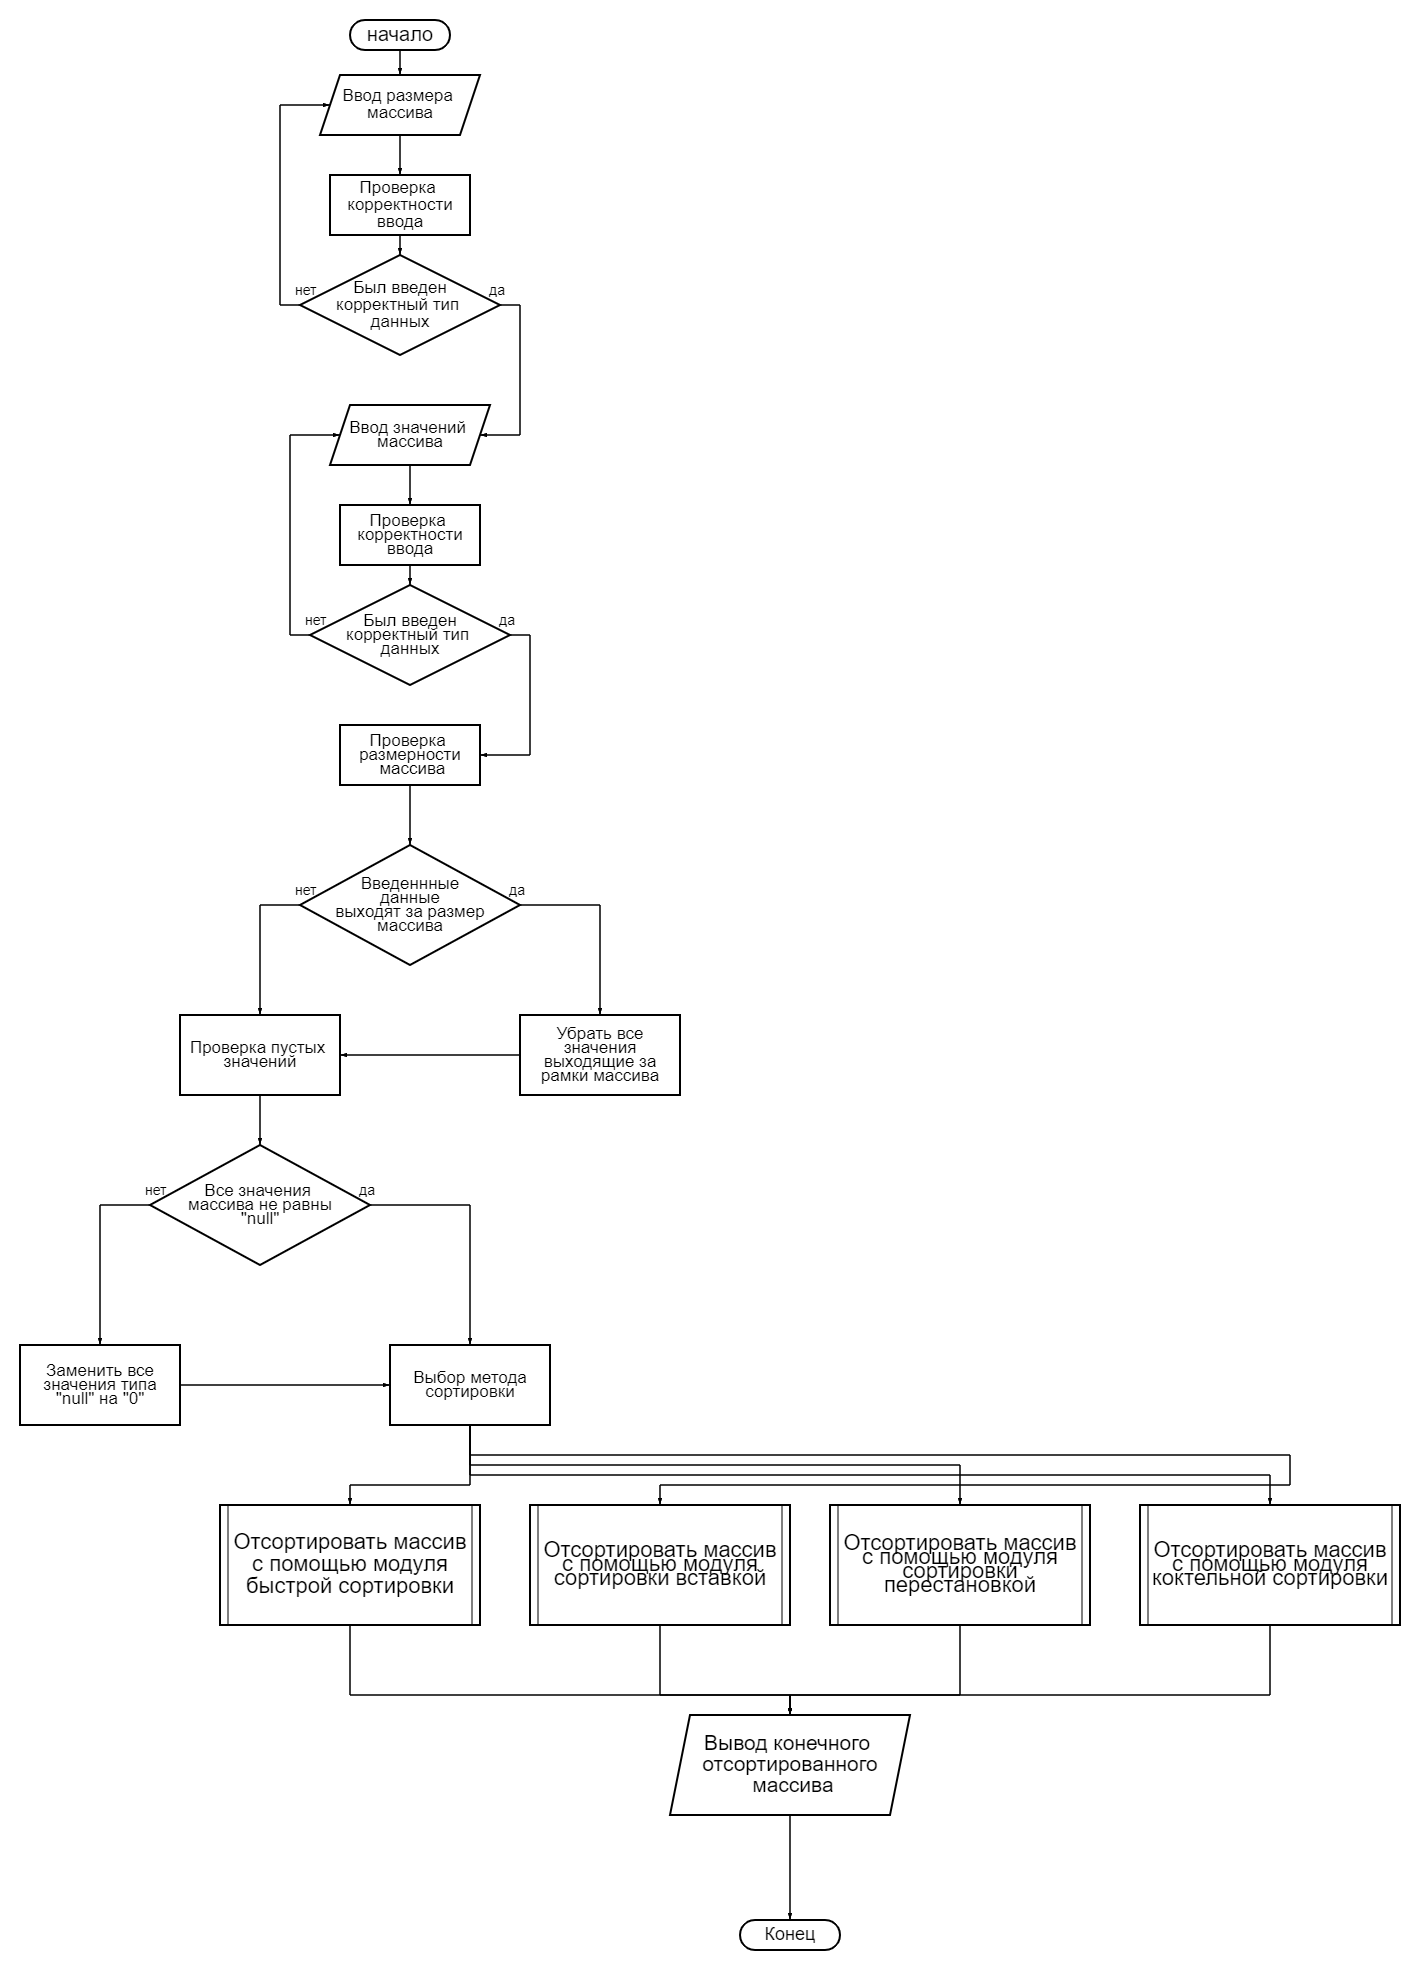 начало
Ввод размера
массива
Проверка
корректности
ввода
нет
да
Был введен
корректный тип
данных
Ввод значений
массива
Проверка
корректности
ввода
нет
да
Был введен
корректный тип
данных
Проверка
размерности
массива
нет
да
Введеннные
данные
выходят за размер
массива
Проверка пустых
значений
Убрать все
значения
выходящие за
рамки массива
нет
да
Все значения
массива не равны
"null"
Заменить все
значения типа
"null" на "0"
Выбор метода
сортировки
Отсортировать массив
с помощью модуля
быстрой сортировки
Отсортировать массив
с помощью модуля
сортировки вставкой
Отсортировать массив
с помощью модуля
сортировки
перестановкой
Отсортировать массив
с помощью модуля
коктельной сортировки
Вывод конечного
отсортированного
массива
Конец